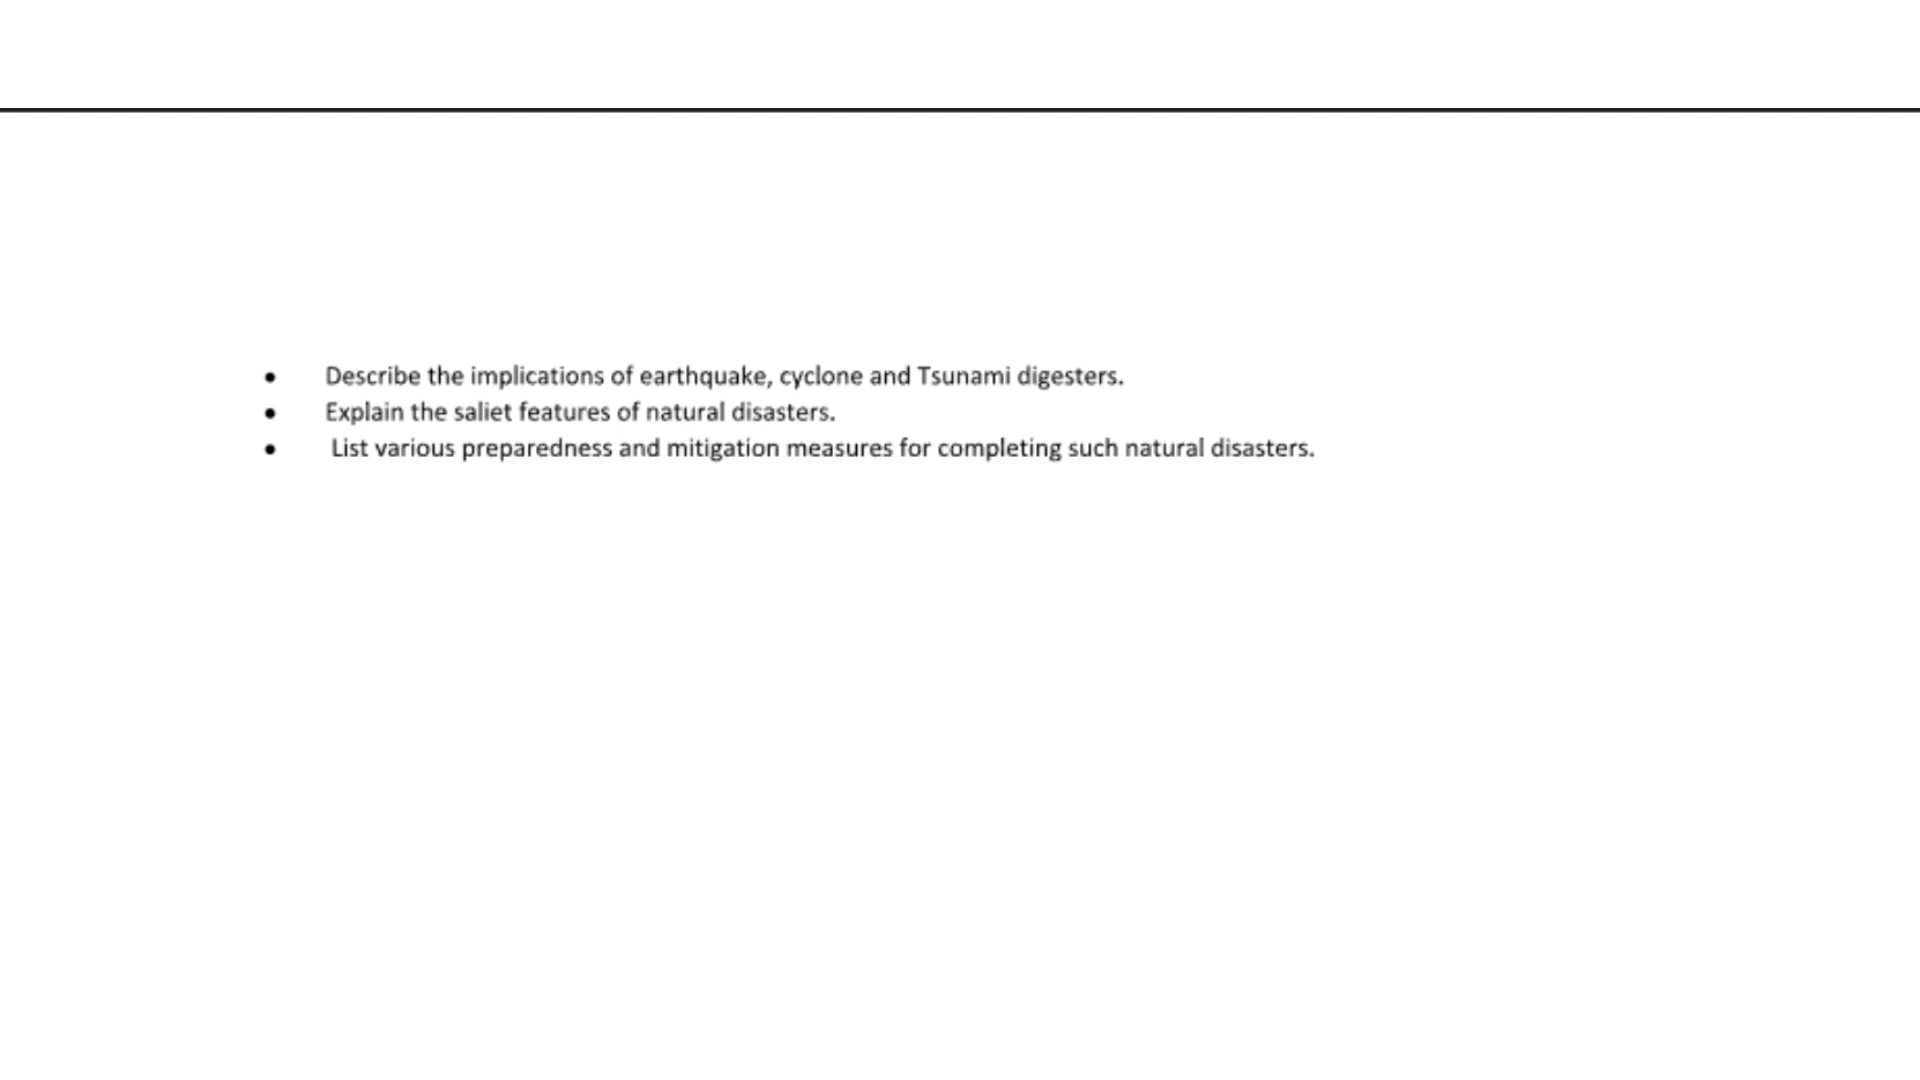 • Describe the implications of earthquake, cyclone and Tsunami digesters.
• Explain the saliet features of natural disasters.
• List various preparedness and mitigation measures for completing such natural disasters.